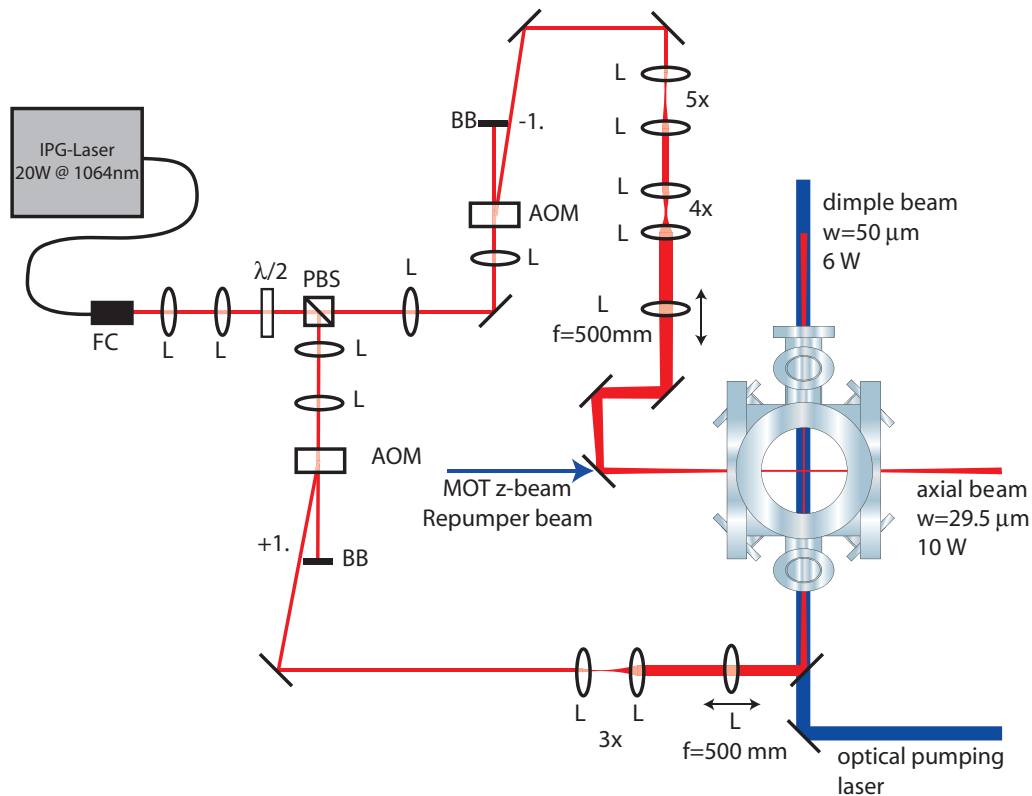 IPG-Laser
20W @ 1064nm
FC
L
L
λ/2
PBS
L
L
L
AOM
BB
+1.
L
AOM
L
BB
-1.
L
5x
L
L
4x
L
L
f=500mm
MOT z-beam
Repumper beam
dimple beam
w=50 μm
6 W
axial beam
w=29.5 μm
10 W
L
L
3x
L
f=500 mm
optical pumping
laser